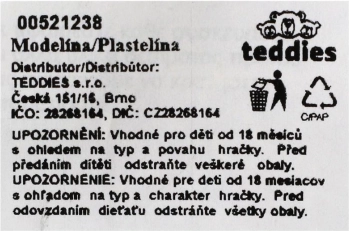 00521238
Modelína/Plastelína
teddies
Distributor/Distribútor:
TEDDIES s.r.o.
Česká 151/16, Brno
IČO: 28268164, DIČ: CZ28268164
C/PAP
UPOZORNĚNÍ: Vhodné pro děti od 18 měsíců
s ohledem na typ a povahu hračky. Před
předáním dítěti odstraňte veškeré obaly.
UPOZORNENIE: Vhodné pre deti od 18 mesiacov
s ohľadom na typ a charakter hračky. Pred
odovzdaním dieťaťu odstráňte všetky obaly.